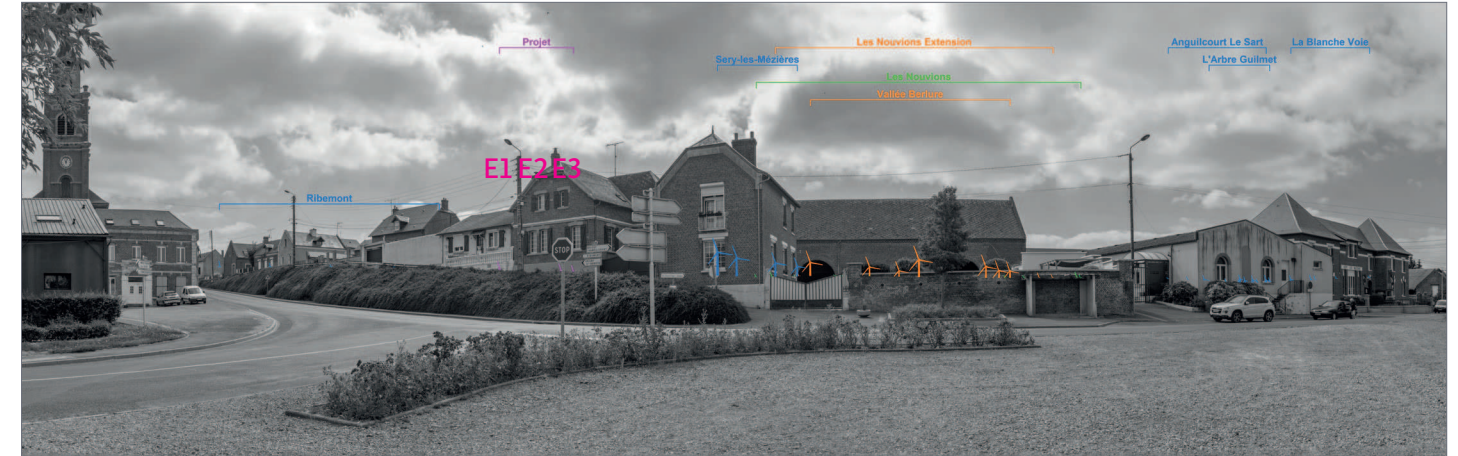 Projet
Les Nouvions Extension
Anguilcourt Le Sart
La Blanche Voie
Sery-les-Mézières
L'Arbre Guilmet
Los Nouvions
Vallée Berlure
E1 E2 E3
Ribemont
STOP